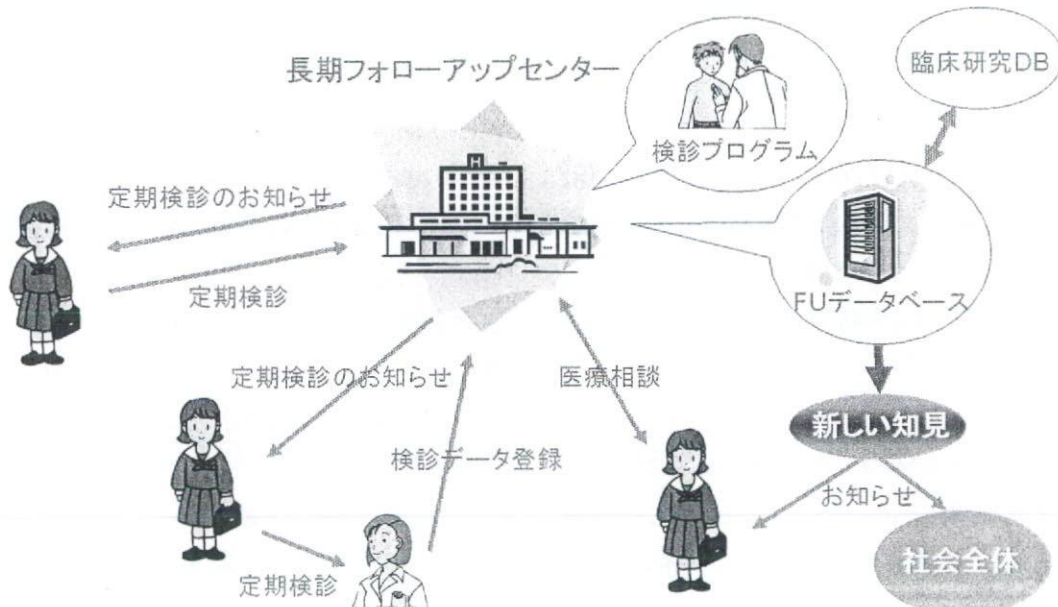 長期フォローアップセンター
臨床研究DB
検診プログラム
H
定期検診のお知らせ
定期検診
FUデータベース
定期検診のお知らせ
医療相談
新しい知見
検診データ登録
お知らせ
定期検診
社会全体